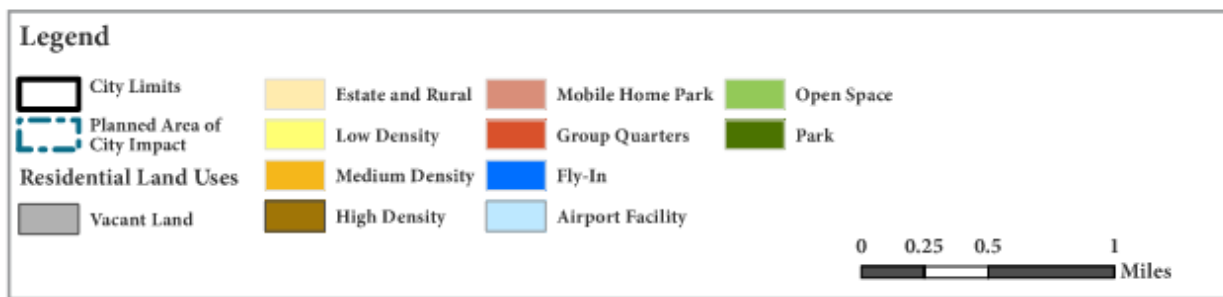 Legend
City Limits
Planned Area of
City Impact
Residential Land Uses
Vacant Land
Estate and Rural
Low Density
Medium Density
High Density
Mobile Home Park
Group Quarters
Fly-In
Airport Facility
Open Space
Park
0 0.25 0.5 1
Miles